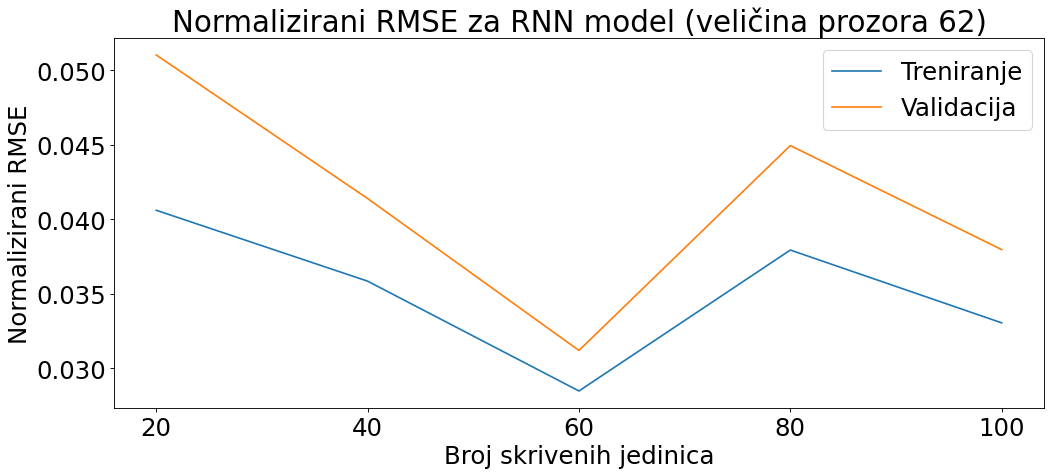 Normalizirani RMSE za RNN model (veličina prozora 62)
Treniranje
Validacija
Normalizirani RMSE
0.050
0.045
0.040
0.035
0.030
20 40 60 80 100
Broj skrivenih jedinica